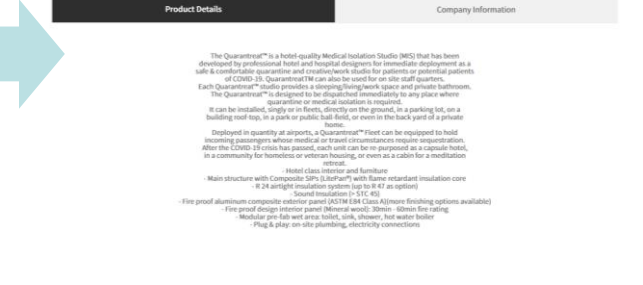 Product Details
Company Information
The Quarantreat™ is a hotel-quality Medical Isolation Studio (MIS) that has been
developed by professional hotel and hospital designers for immediate deployment as a
safe & comfortable quarantine and creative/work studio for patients or potential patients
of COVID-19. QuarantreatTM can also be used for on site staff quarters.
Each Quarantreat™ studio provides a sleeping/living/work space and private bathroom.
The Quarantreat™ is designed to be dispatched immediately to any place where
quarantine or medical isolation is required.
It can be installed, singly or in fleets, directly on the ground, in a parking lot, on a
building roof-top, in a park or public ball-field, or even in the back yard of a private
home.
Deployed in quantity at airports, a Quarantreat™ Fleet can be equipped to hold
incoming passengers whose medical or travel circumstances require sequestration.
After the COVID-19 crisis has passed, each unit can be re-purposed as a capsule hotel,
in a community for homeless or veteran housing, or even as a cabin for a meditation
retreat.
- Hotel class interior and furniture
- Main structure with Composite SIPs (LitePan®) with flame retardant insulation core
- R 24 airtight insulation system (up to R 47 as option)
- Sound Insulation (> STC 45)
- Fire proof aluminum composite exterior panel (ASTM E84 Class A)(more finishing options available)
- Fire proof design interior panel (Mineral wool): 30min - 60min fire rating
- Modular pre-fab wet area: toilet, sink, shower, hot water boiler
- Plug & play: on-site plumbing, electricity connections